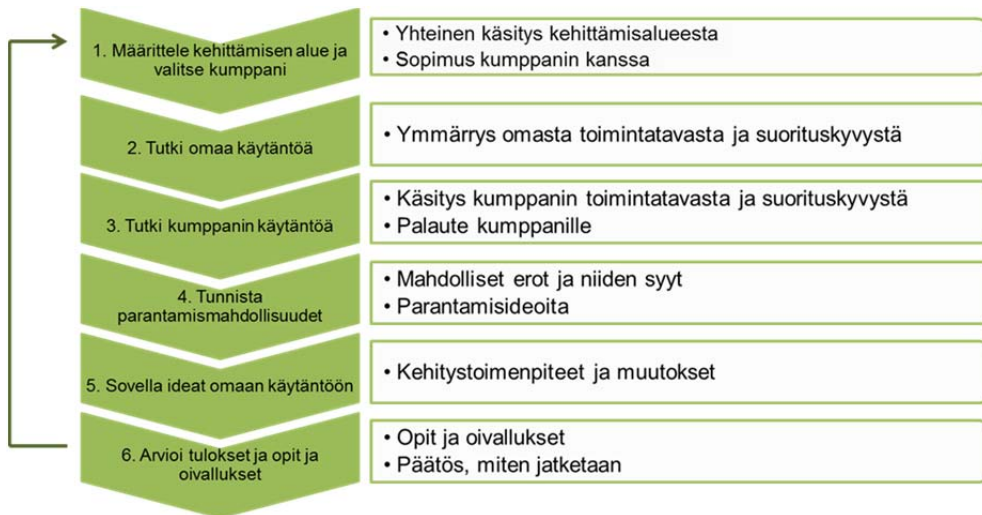 1. Määrittele kehittämisen alue ja
valitse kumppani
• Yhteinen käsitys kehittämisalueesta
• Sopimus kumppanin kanssa
2. Tutki omaa käytäntöä
• Ymmärrys omasta toimintatavasta ja suorituskyvystä
3. Tutki kumppanin käytäntöä
• Käsitys kumppanin toimintatavasta ja suorituskyvystä
• Palaute kumppanille
4. Tunnista
parantamismahdollisuudet
• Mahdolliset erot ja niiden syyt
• Parantamisideoita
5. Sovella ideat omaan käytäntöön
• Kehitystoimenpiteet ja muutokset
6. Arvioi tulokset ja opit ja
oivallukset
• Opit ja oivallukset
• Päätös, miten jatketaan